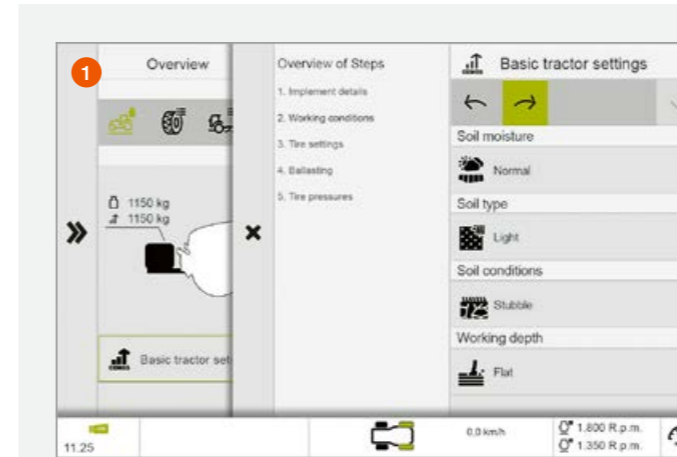 1
Overview
1150 kg
1150 kg
Basic tractor set
Overview of Steps
1. Implement details
2. Working conditions
3. Tire settings
4. Ballasting
5. Tire pressures
CEMOS
Basic tractor settings
Soil moisture
Normal
Soil type
Light
Soil conditions
Stubble
Working depth
Flat
11.25
0,0 km/h
1.800 R.p.m.
1.350 R.p.m.